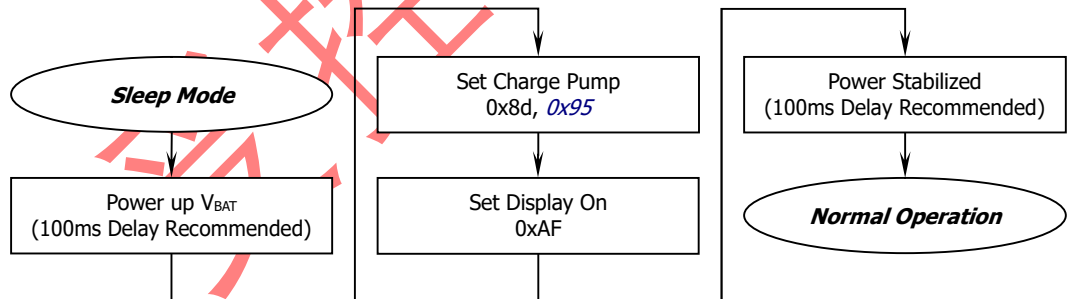 Sleep Mode
Power up VBAT
(100ms Delay Recommended)
Set Charge Pump
0x8d, 0x95
Set Display On
0xAF
Power Stabilized
(100ms Delay Recommended)
Normal Operation